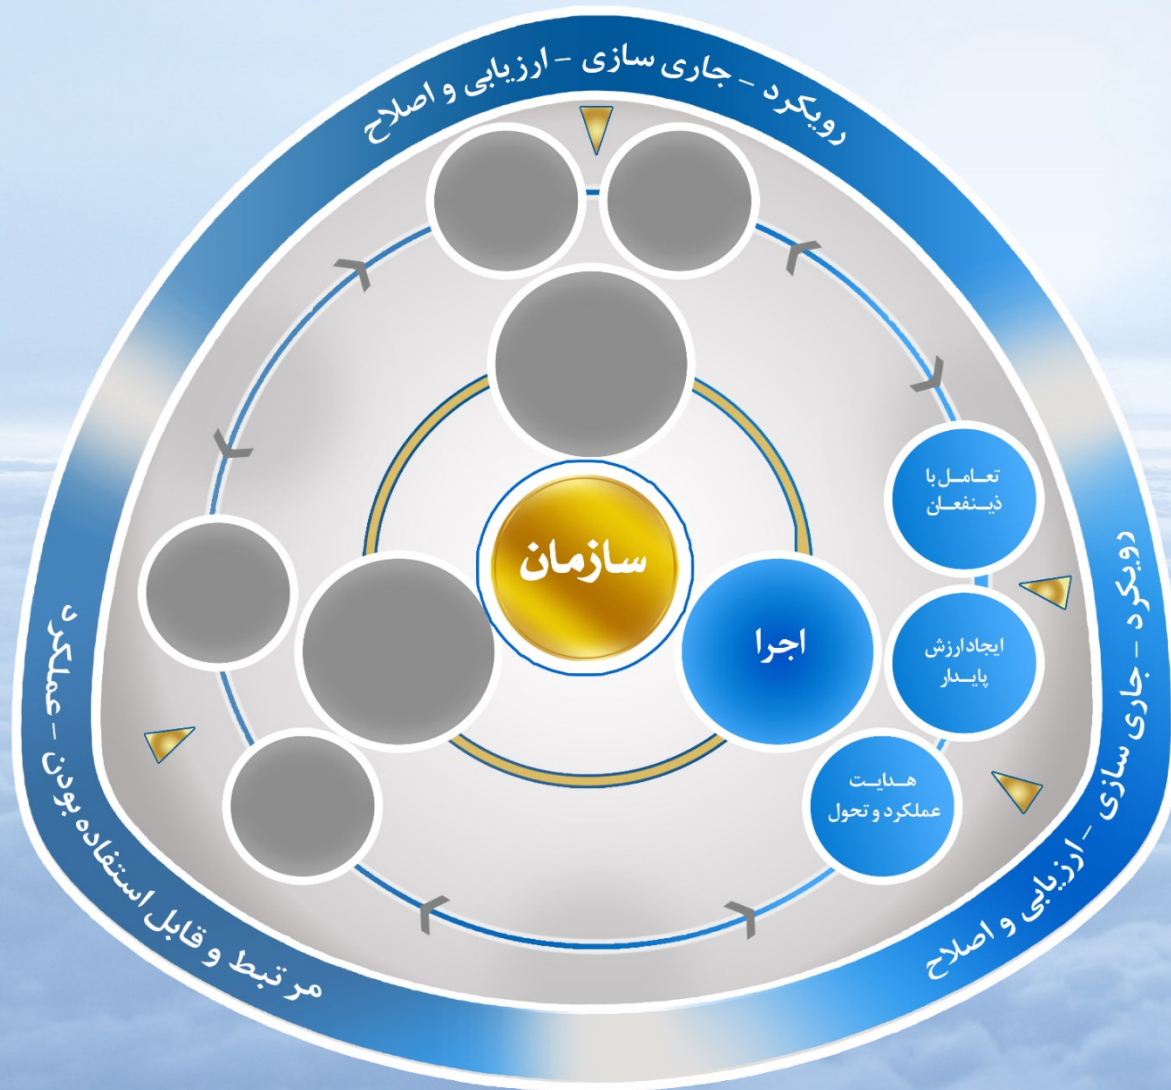 رویکرد – جاری سازی – ارزیابی و اصلاح
سازمان
اجرا
تعامل با
ذینفعان
ایجاد ارزش
پایدار
هدایت
عملکرد و تحول
رویکرد – جاری سازی – ارزیابی و اصلاح
مرتبط و قابل استفاده بودن – عملکرد